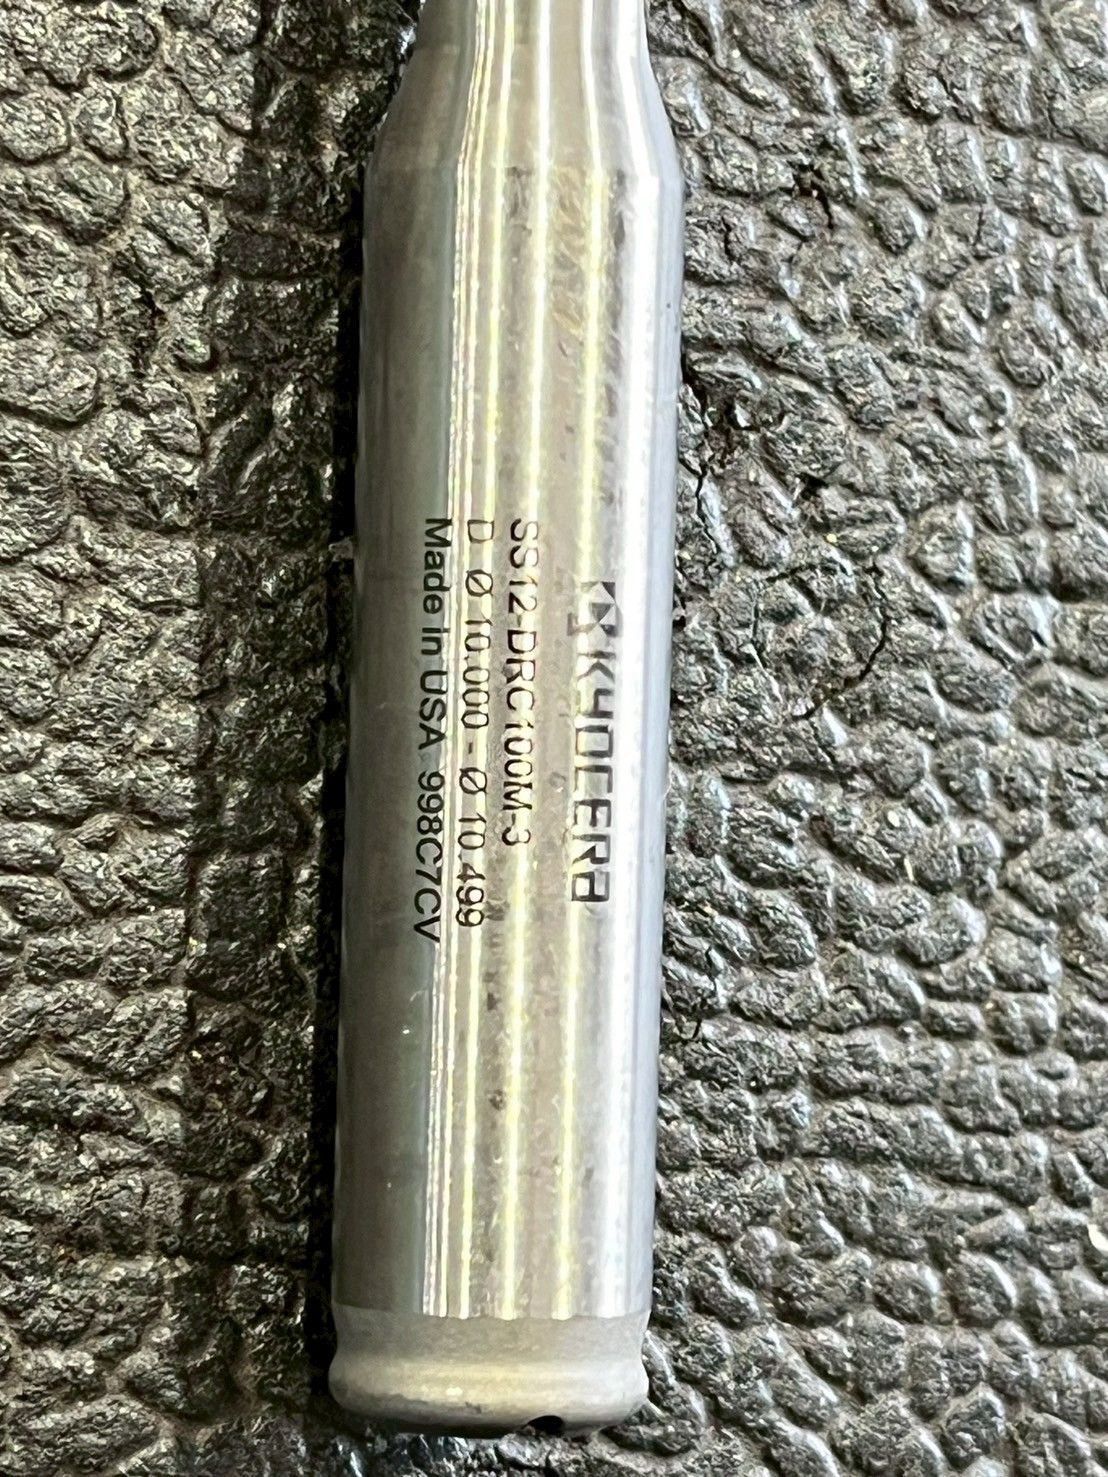 KYOCERA
SS12-DRC100M-3
D Ø 10.000 - Ø 10.499
Made in USA 998C7CV